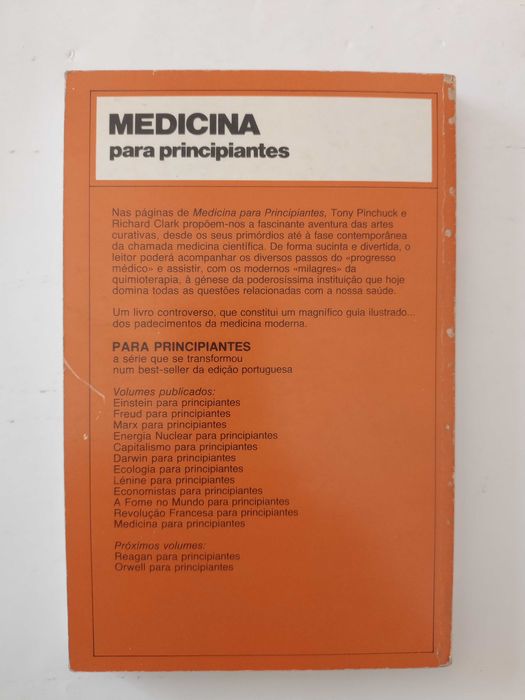 MEDICINA
para principiantes
Nas páginas de Medicina para Principiantes, Tony Pinchuck e
Richard Clark propõem-nos a fascinante aventura das artes
curativas, desde os seus primórdios até à fase contemporânea
da chamada medicina científica. De forma sucinta e divertida, o
leitor poderá acompanhar os diversos passos do «progresso
médico» e assistir, com os modernos «milagres» da
quimioterapia, à génese da poderosíssima instituição que hoje
domina todas as questões relacionadas com a nossa saúde.
Um livro controverso, que constitui um magnífico guia ilustrado...
dos padecimentos da medicina moderna.
PARA PRINCIPIANTES
a série que se transformou
num best-seller da edição portuguesa
Volumes publicados:
Einstein para principiantes
Freud para principiantes
Marx para principiantes
Energia Nuclear para principiantes
Capitalismo para principiantes
Darwin para principiantes
Ecologia para principiantes
Lénine para principiantes
Economistas para principiantes
A Fome no Mundo para principiantes
Revolução Francesa para principiantes
Medicina para principiantes
Próximos volumes:
Reagan para principiantes
Orwell para principiantes